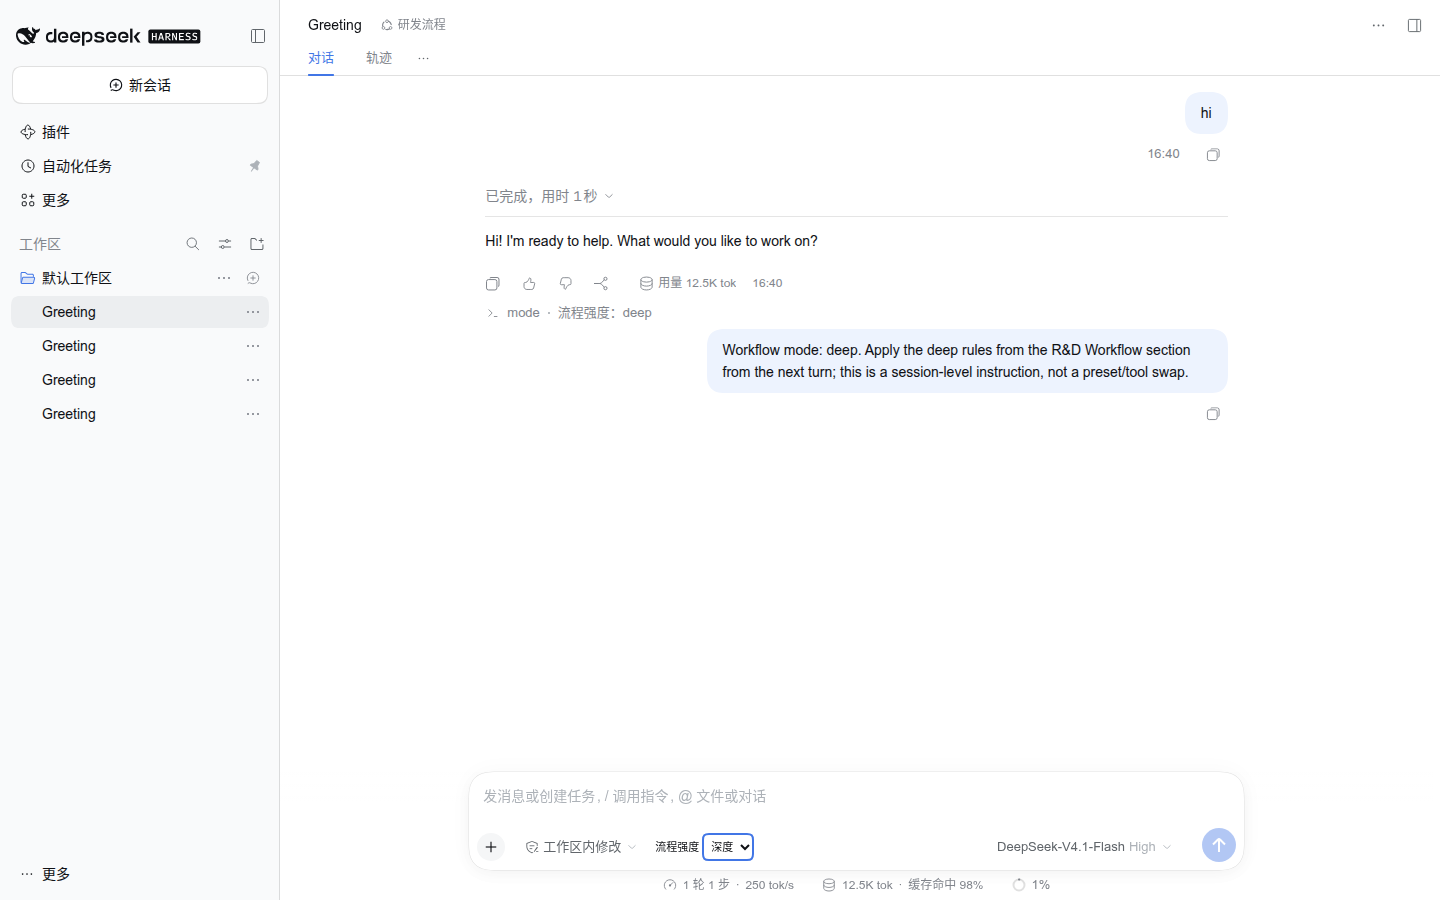 deepseek HARNESS
新会话
插件
自动化任务
更多
工作区
默认工作区
Greeting
Greeting
Greeting
Greeting
更多
Greeting 研发流程
对话 轨迹
hi
16:40
已完成，用时 1 秒
Hi! I'm ready to help. What would you like to work on?
用量 12.5K tok 16:40
mode · 流程强度：deep
Workflow mode: deep. Apply the deep rules from the R&D Workflow section
from the next turn; this is a session-level instruction, not a preset/tool swap.
发消息或创建任务, / 调用指令, @ 文件或对话
工作区内修改 流程强度 深度 DeepSeek-V4.1-Flash High
1 轮 1 步 · 250 tok/s 12.5K tok · 缓存命中 98% 1%